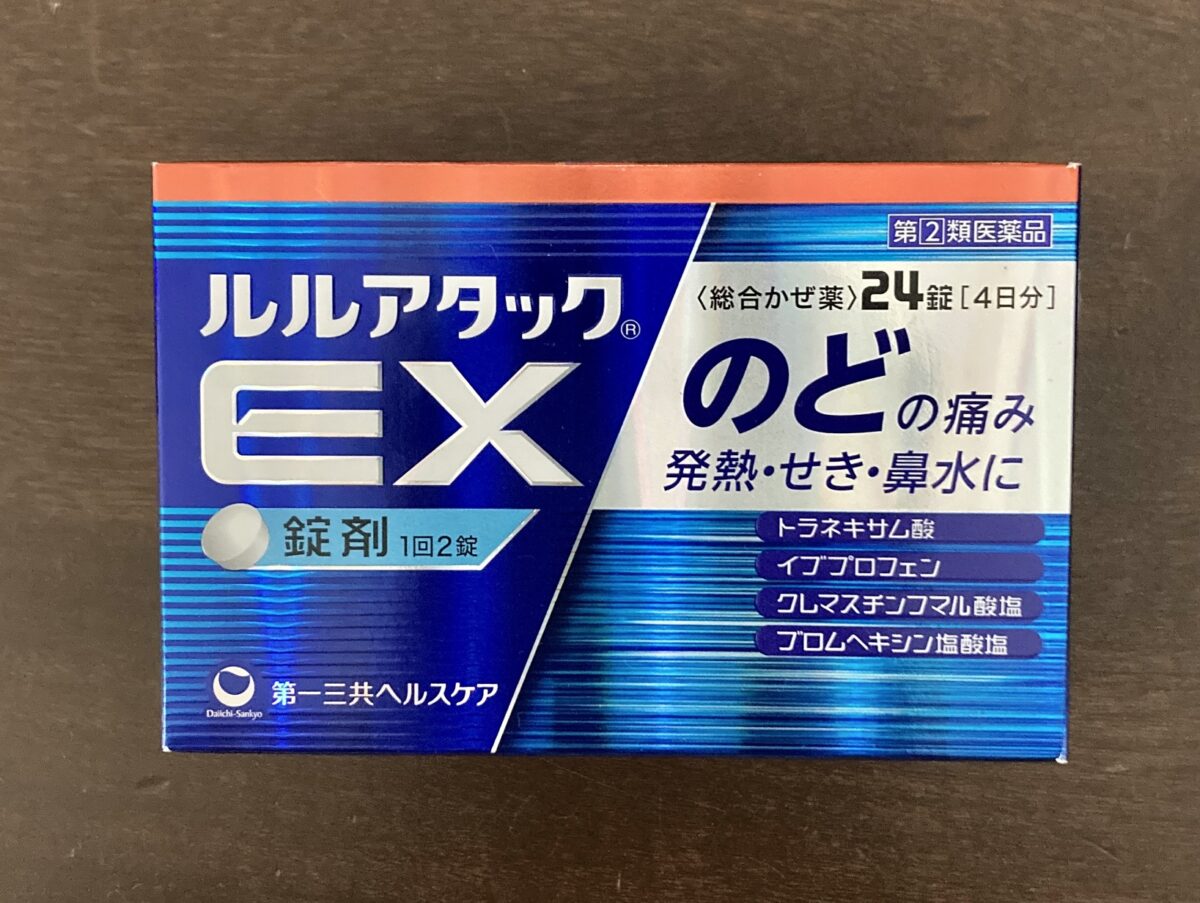 第②類医薬品
ルルアタック®
EX
錠剤 1回2錠
〈総合かぜ薬〉24錠[4日分]
のどの痛み
発熱・せき・鼻水に
トラネキサム酸
イブプロフェン
クレマスチンフマル酸塩
ブロムヘキシン塩酸塩
Daiichi-Sankyo
第一三共ヘルスケア